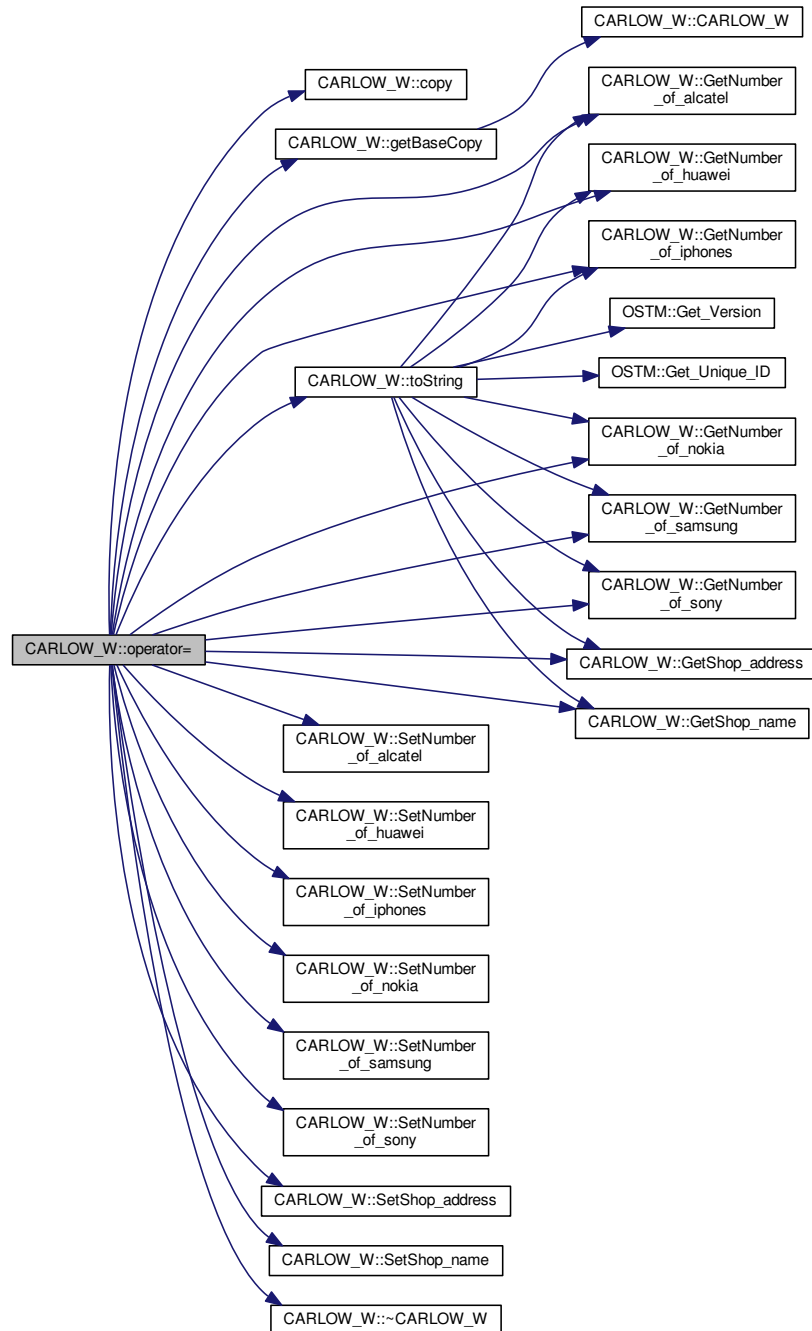 CARLOW_W::CARLOW_W
CARLOW_W::copy
CARLOW_W::GetNumber
_of_alcatel
CARLOW_W::getBaseCopy
CARLOW_W::GetNumber
_of_huawei
CARLOW_W::GetNumber
_of_iphones
OSTM::Get_Version
CARLOW_W::toString
OSTM::Get_Unique_ID
CARLOW_W::GetNumber
_of_nokia
CARLOW_W::GetNumber
_of_samsung
CARLOW_W::GetNumber
_of_sony
CARLOW_W::operator=
CARLOW_W::GetShop_address
CARLOW_W::GetShop_name
CARLOW_W::SetNumber
_of_alcatel
CARLOW_W::SetNumber
_of_huawei
CARLOW_W::SetNumber
_of_iphones
CARLOW_W::SetNumber
_of_nokia
CARLOW_W::SetNumber
_of_samsung
CARLOW_W::SetNumber
_of_sony
CARLOW_W::SetShop_address
CARLOW_W::SetShop_name
CARLOW_W::~CARLOW_W